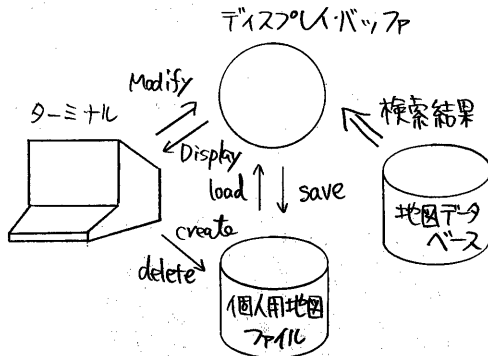 ディスプレイ・バッファ
Modify
ターミナル
Display
検索結果
load
save
地図データ
ベース
create
delete
個人用地図
ファイル